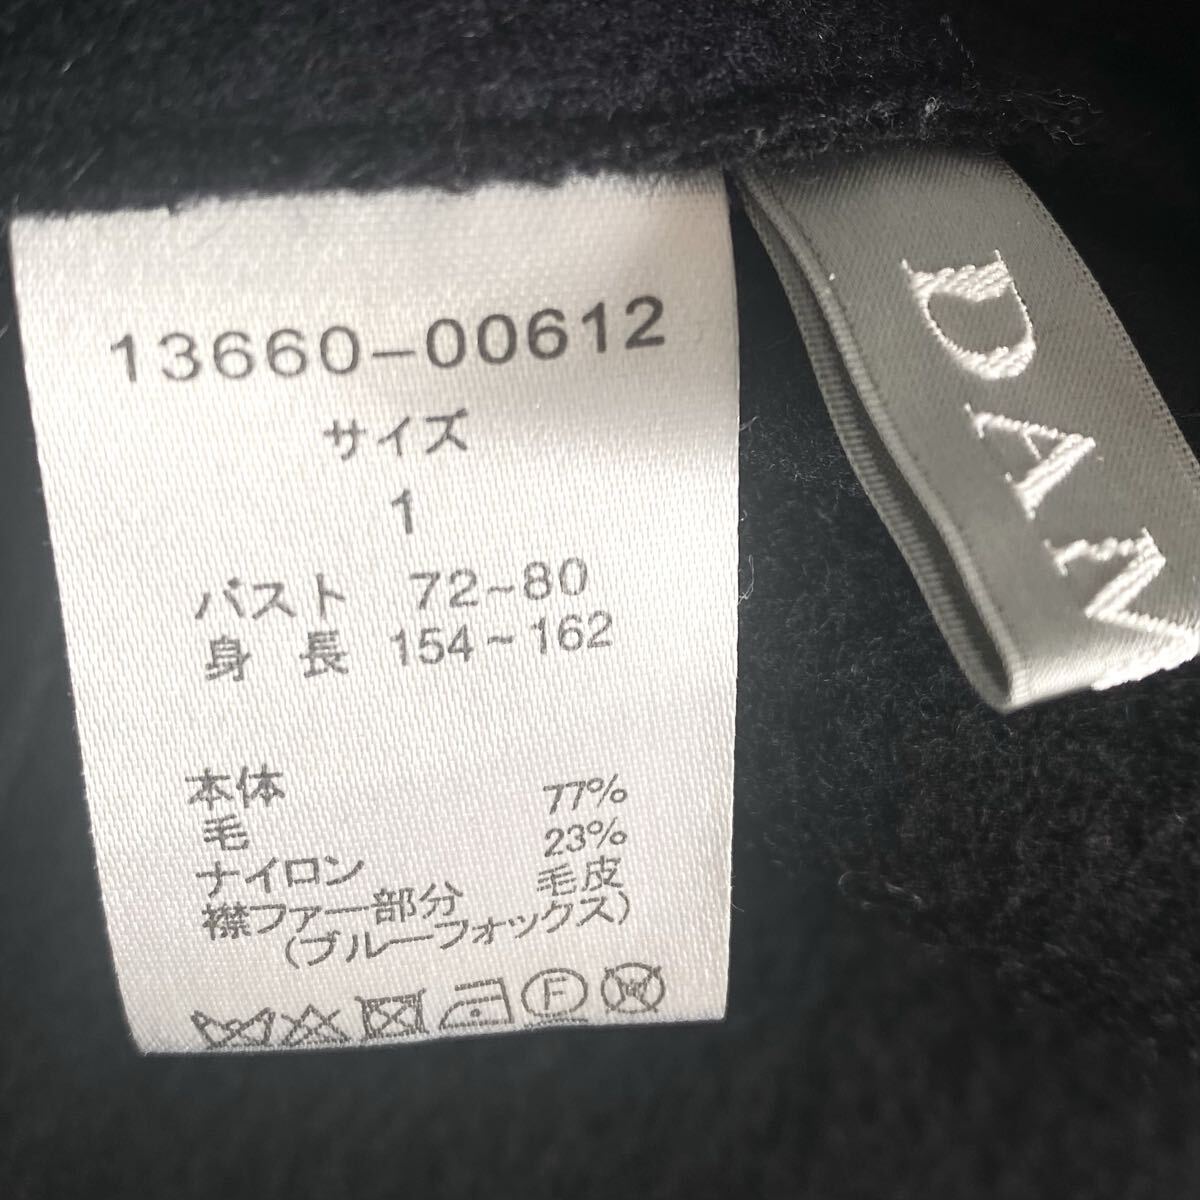 13660-00612
サイズ
1
バスト 72~80
身長 154~162
本体
毛 77%
ナイロン 23%
襟ファー部分 毛皮
(ブルーフォックス)
F
W
DAM